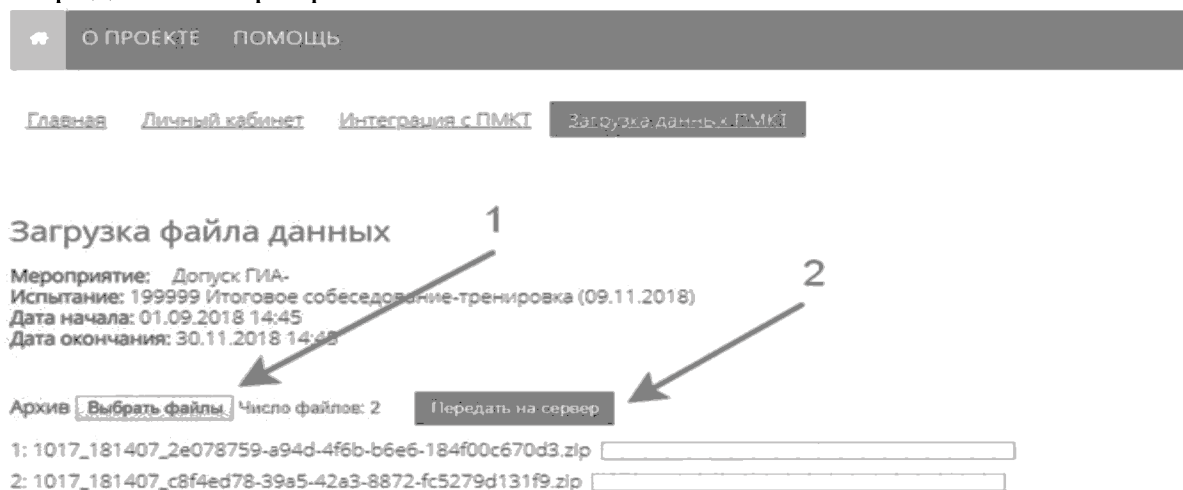 О ПРОЕКТЕ ПОМОЩЬ
Главная Личный кабинет Интеграция с ПМКТ Загрузка данных ПМКТ
1
Загрузка файла данных
2
Мероприятие: Допуск ГИА-
Испытание: 199999 Итоговое собеседование-тренировка (09.11.2018)
Дата начала: 01.09.2018 14:45
Дата окончания: 30.11.2018 14:45
Архив Выбрать файлы Число файлов: 2 Передать на сервер
1: 1017_181407_2e078759-a94d-4f6b-b6e6-184f00c670d3.zip
2: 1017_181407_c8f4ed78-39a5-42a3-8872-fc5279d131f9.zip